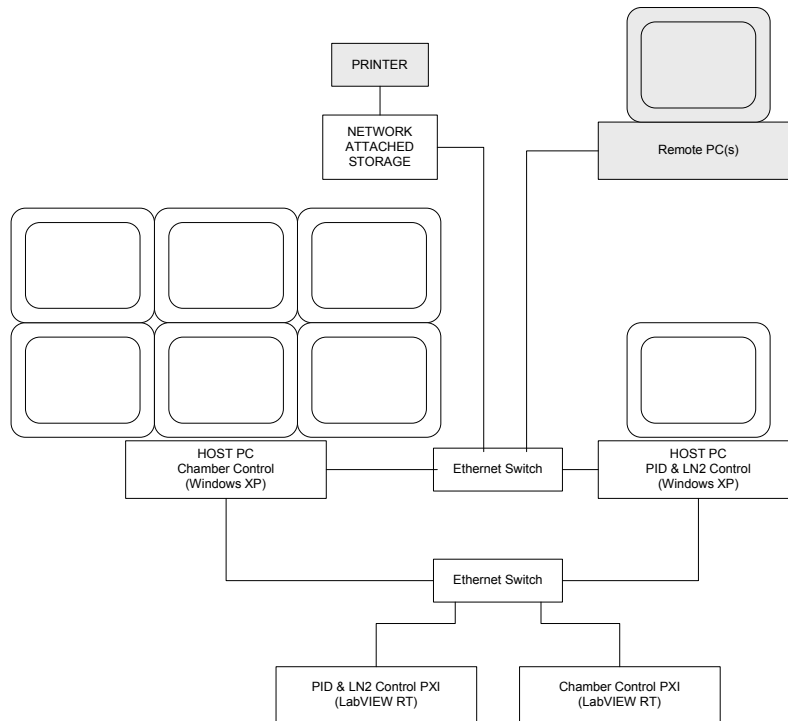 PRINTER
NETWORK
ATTACHED
STORAGE
Remote PC(s)
HOST PC
Chamber Control
(Windows XP)
Ethernet Switch
HOST PC
PID & LN2 Control
(Windows XP)
Ethernet Switch
PID & LN2 Control PXI
(LabVIEW RT)
Chamber Control PXI
(LabVIEW RT)